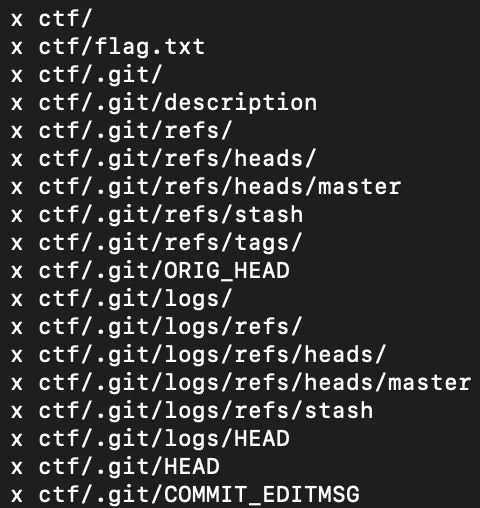 x ctf/
x ctf/flag.txt
x ctf/.git/
x ctf/.git/description
x ctf/.git/refs/
x ctf/.git/refs/heads/
x ctf/.git/refs/heads/master
x ctf/.git/refs/stash
x ctf/.git/refs/tags/
x ctf/.git/ORIG_HEAD
x ctf/.git/logs/
x ctf/.git/logs/refs/
x ctf/.git/logs/refs/heads/
x ctf/.git/logs/refs/heads/master
x ctf/.git/logs/refs/stash
x ctf/.git/logs/HEAD
x ctf/.git/HEAD
x ctf/.git/COMMIT_EDITMSG